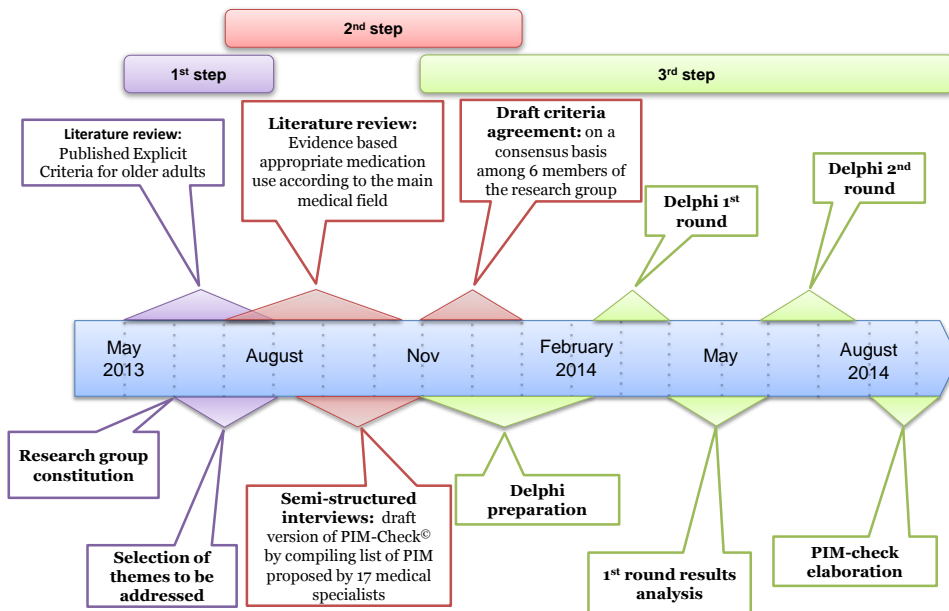 2nd step
1st step
3rd step
Literature review:
Published Explicit
Criteria for older adults
Literature review:
Evidence based
appropriate medication
use according to the main
medical field
Draft criteria
agreement: on a
consensus basis
among 6 members of
the research group
Delphi 1st
round
Delphi 2nd
round
May
2013
August
Nov
February
2014
May
August
2014
Research group
constitution
Selection of
themes to be
addressed
Semi-structured
interviews: draft
version of PIM-Check©
by compiling list of PIM
proposed by 17 medical
specialists
Delphi
preparation
1st round results
analysis
PIM-check
elaboration